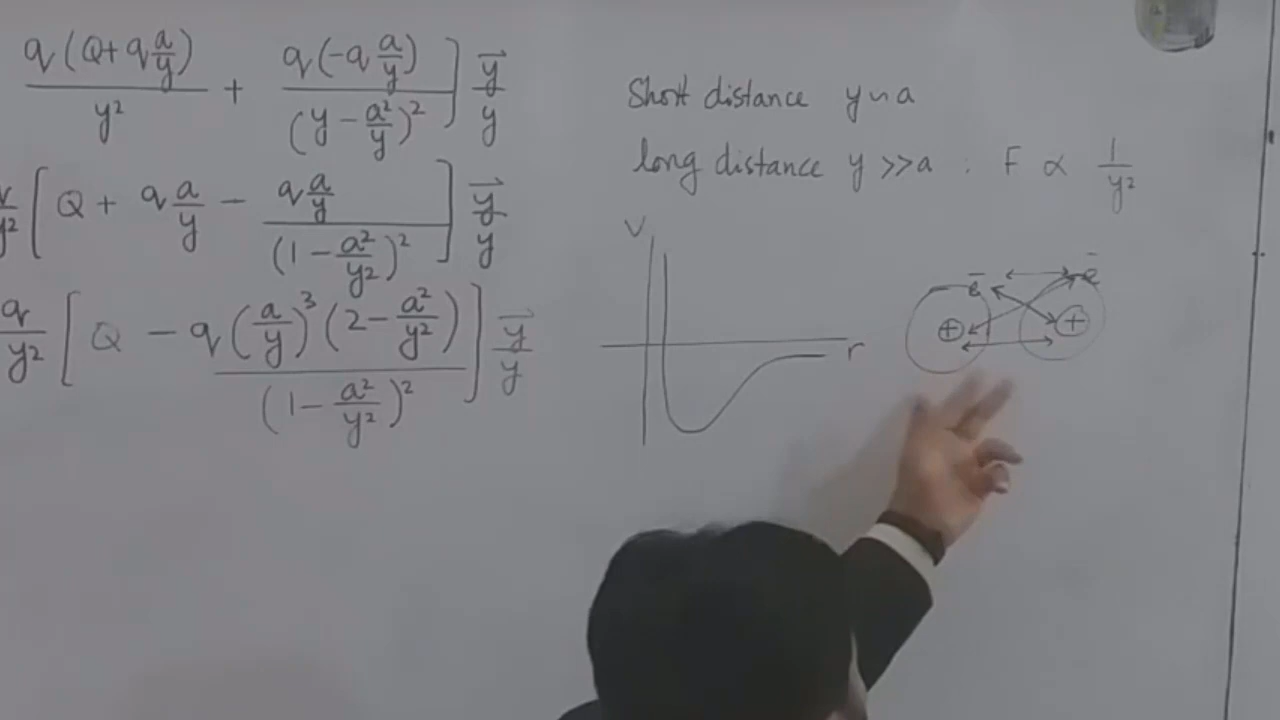 q(Q+q a/y)/y² + q(-q a/y)/(y - a²/y)² ] y⃗/y
/y² [ Q + q a/y - q a/y/(1 - a²/y²)² ] y⃗/y
q/y² [ Q - q (a/y)³ (2 - a²/y²)/(1 - a²/y²)² ] y⃗/y
Short distance y ~ a
long distance y >> a : F ∝ 1/y²
V
r
e⁻ e⁻
+ +